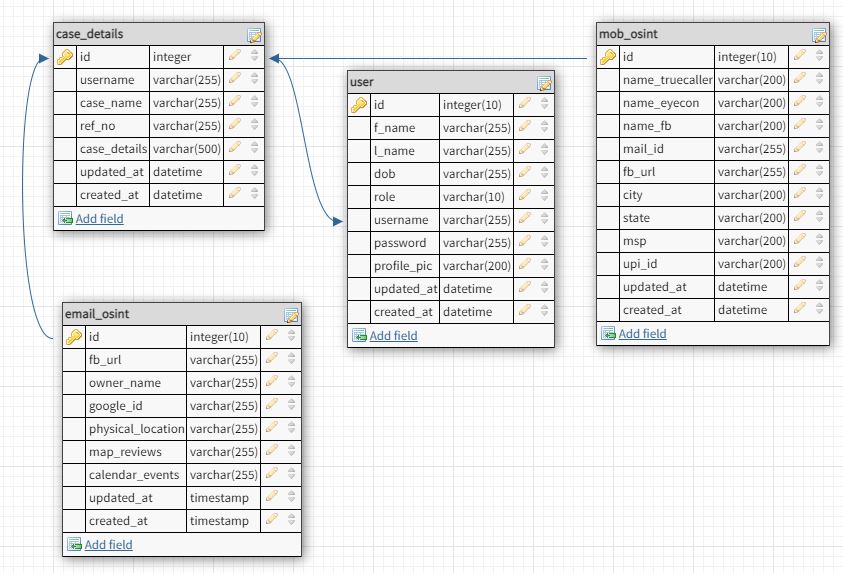 case_details
id integer
username varchar(255)
case_name varchar(255)
ref_no varchar(255)
case_details varchar(500)
updated_at datetime
created_at datetime
Add field
user
id integer(10)
f_name varchar(255)
l_name varchar(255)
dob varchar(255)
role varchar(10)
username varchar(255)
password varchar(255)
profile_pic varchar(200)
updated_at datetime
created_at datetime
Add field
mob_osint
id integer(10)
name_truecaller varchar(200)
name_eyecon varchar(200)
name_fb varchar(200)
mail_id varchar(255)
fb_url varchar(255)
city varchar(200)
state varchar(200)
msp varchar(200)
upi_id varchar(200)
updated_at datetime
created_at datetime
Add field
email_osint
id integer(10)
fb_url varchar(255)
owner_name varchar(255)
google_id varchar(255)
physical_location varchar(255)
map_reviews varchar(255)
calendar_events varchar(255)
updated_at timestamp
created_at timestamp
Add field